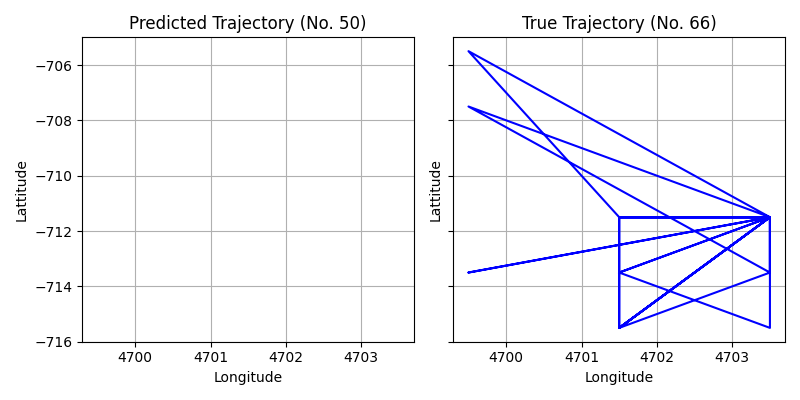 Predicted Trajectory (No. 50)
−706
−708
−710
−712
−714
−716
Lattitude
4700 4701 4702 4703
Longitude
True Trajectory (No. 66)
Lattitude
4700 4701 4702 4703
Longitude